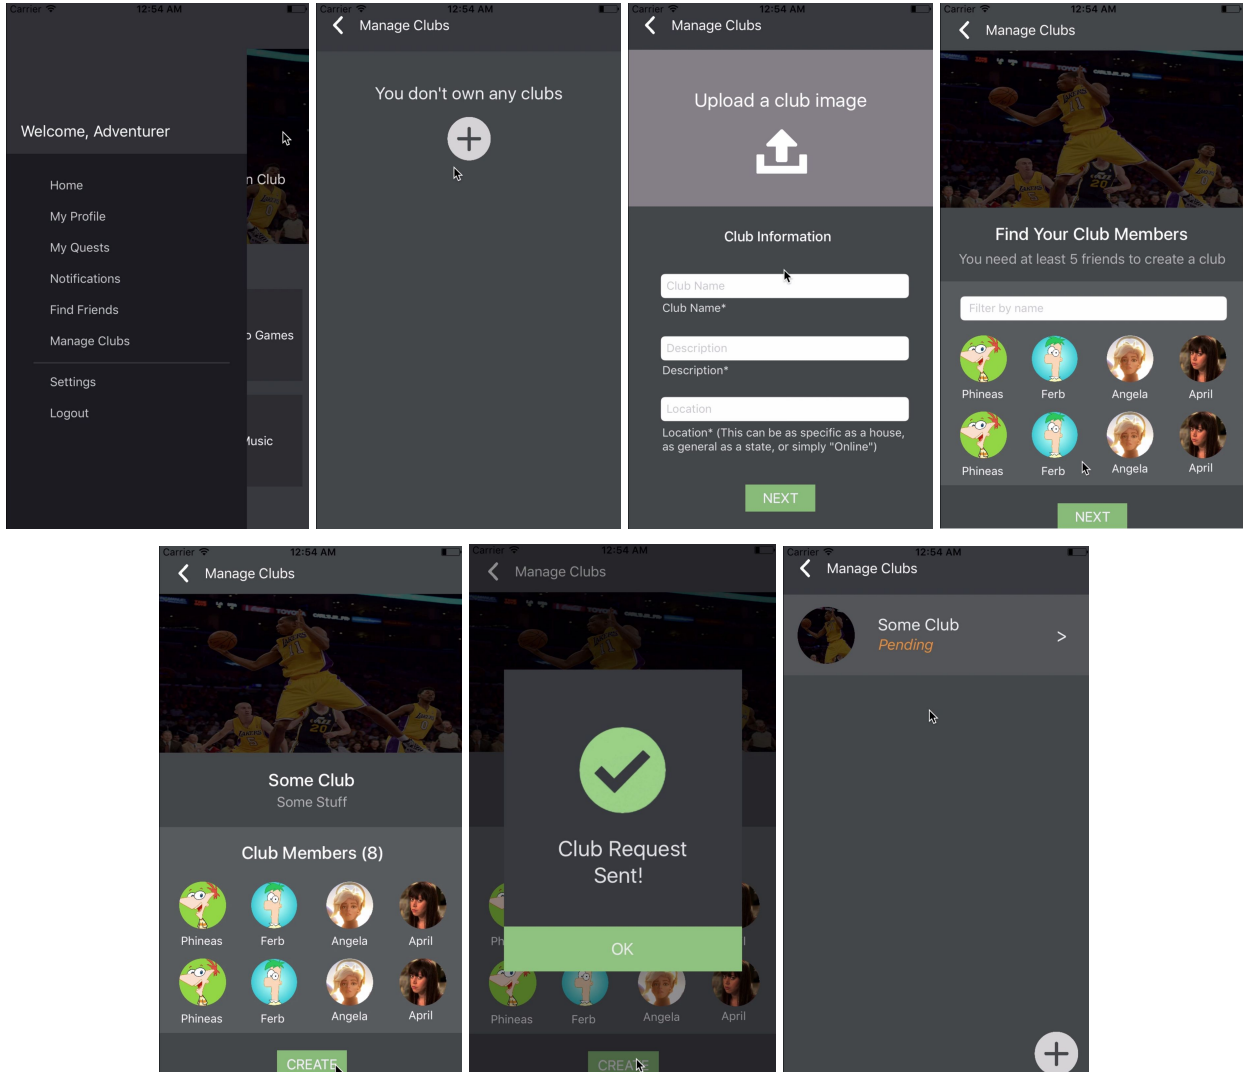 Carrier 12:54 AM
Welcome, Adventurer
n Club
Home
My Profile
My Quests
Notifications
Find Friends
Games
Manage Clubs
Settings
Logout
Music
Carrier 12:54 AM
Manage Clubs
You don't own any clubs
Carrier 12:54 AM
Manage Clubs
Upload a club image
Club Information
Club Name
Club Name*
Description
Description*
Location
Location* (This can be as specific as a house,
as general as a state, or simply "Online")
NEXT
Carrier 12:54 AM
Manage Clubs
Find Your Club Members
You need at least 5 friends to create a club
Filter by name
Phineas Ferb Angela April
Phineas Ferb Angela April
NEXT
Carrier 12:54 AM
Manage Clubs
Some Club
Some Stuff
Club Members (8)
Phineas Ferb Angela April
Phineas Ferb Angela April
CREATE
Carrier 12:54 AM
Manage Clubs
Club Request
Sent!
OK
Phineas Ferb Angela April
CREATE
Carrier 12:54 AM
Manage Clubs
Some Club
Pending